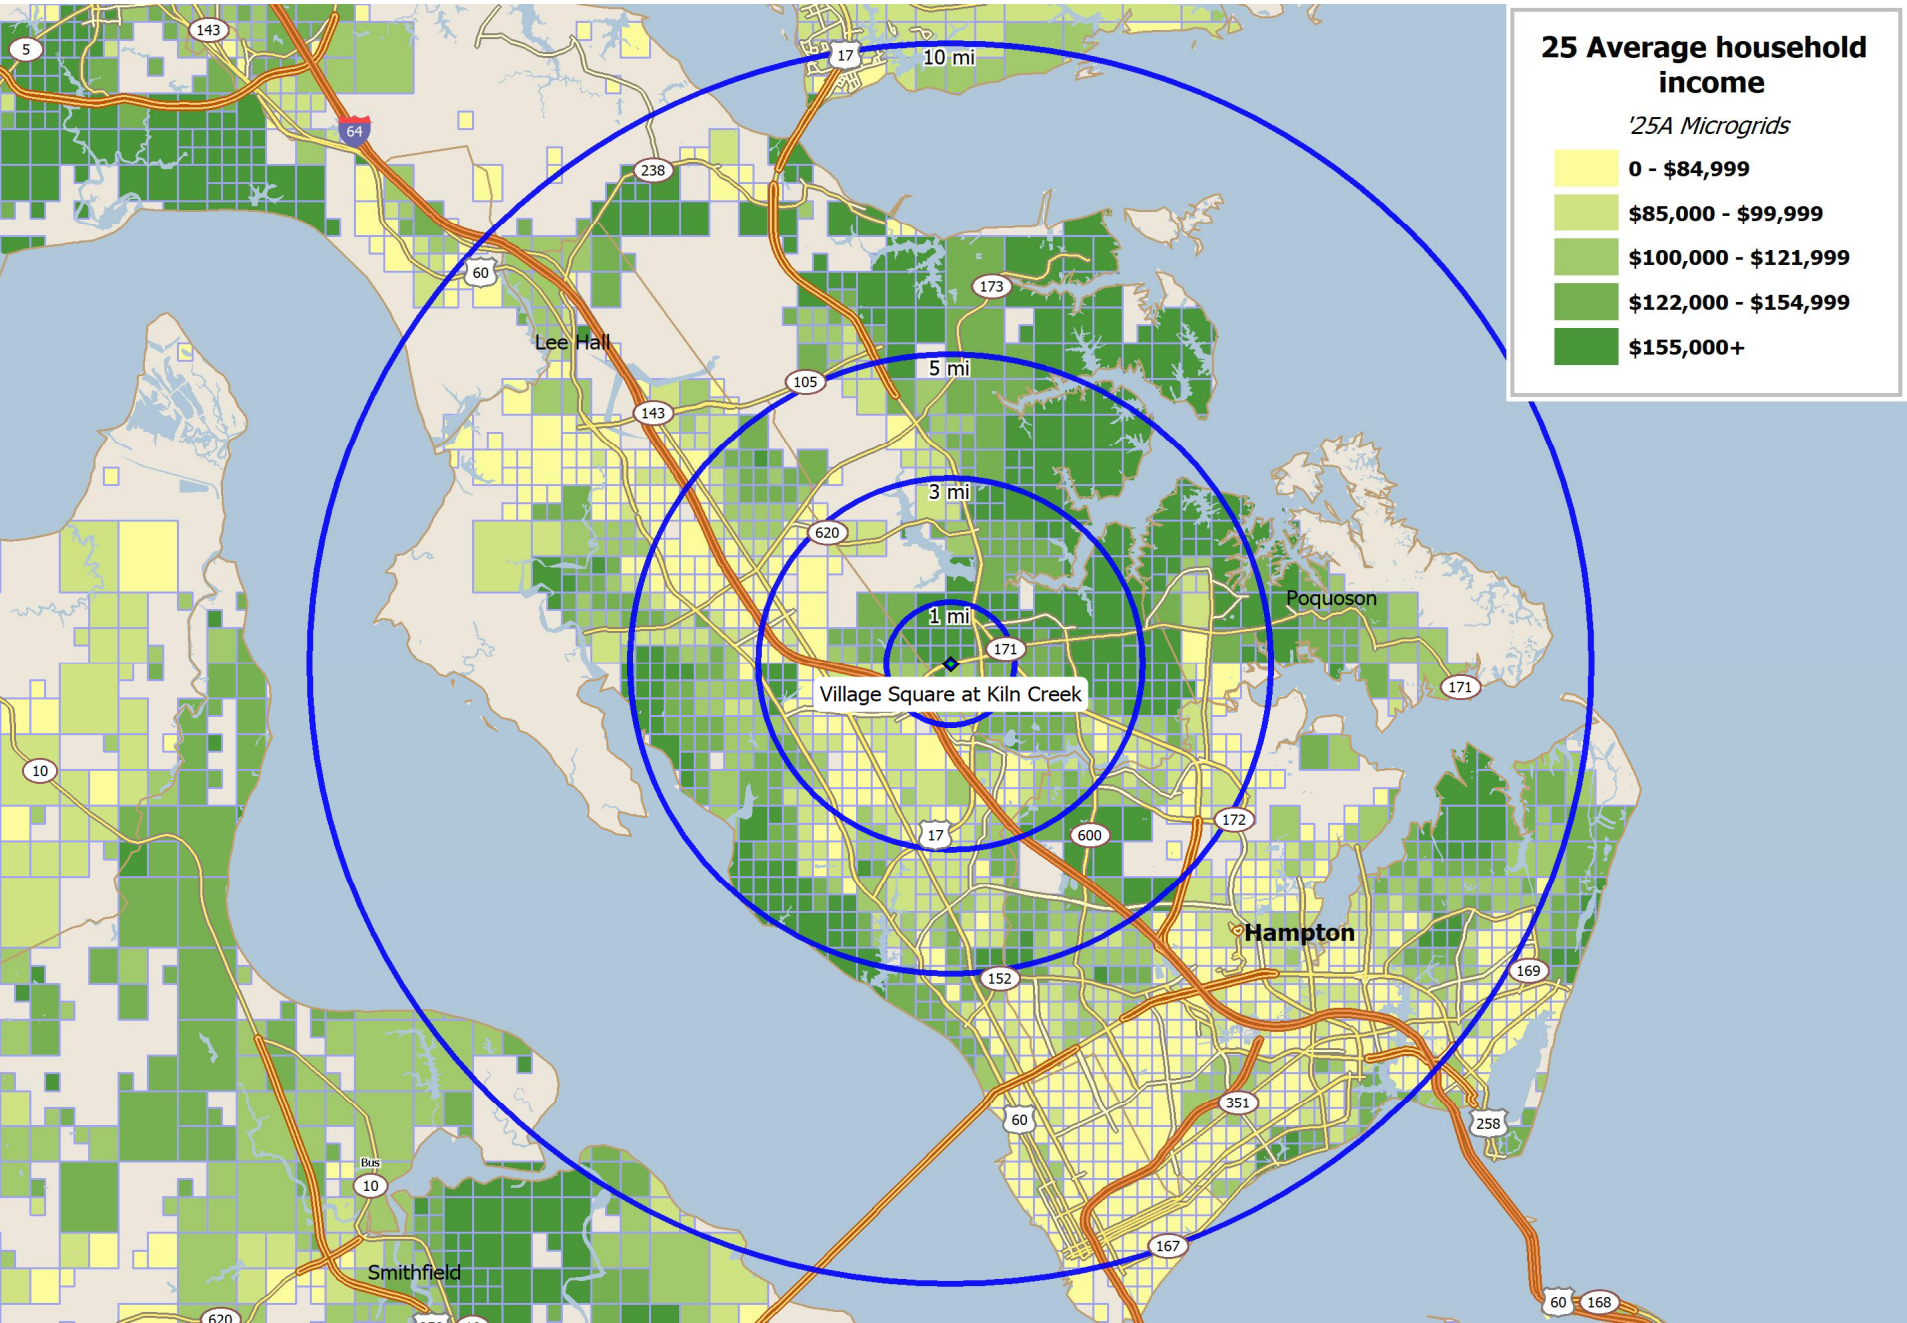 25 Average household
income
'25A Microgrids
0 - $84,999
$85,000 - $99,999
$100,000 - $121,999
$122,000 - $154,999
$155,000+
143
5
17
10 mi
64
238
60
173
Lee Hall
5 mi
105
143
3 mi
620
Poquoson
1 mi
171
171
Village Square at Kiln Creek
10
172
17
600
Hampton
169
152
351
60
258
Bus
10
167
Smithfield
60
168
620